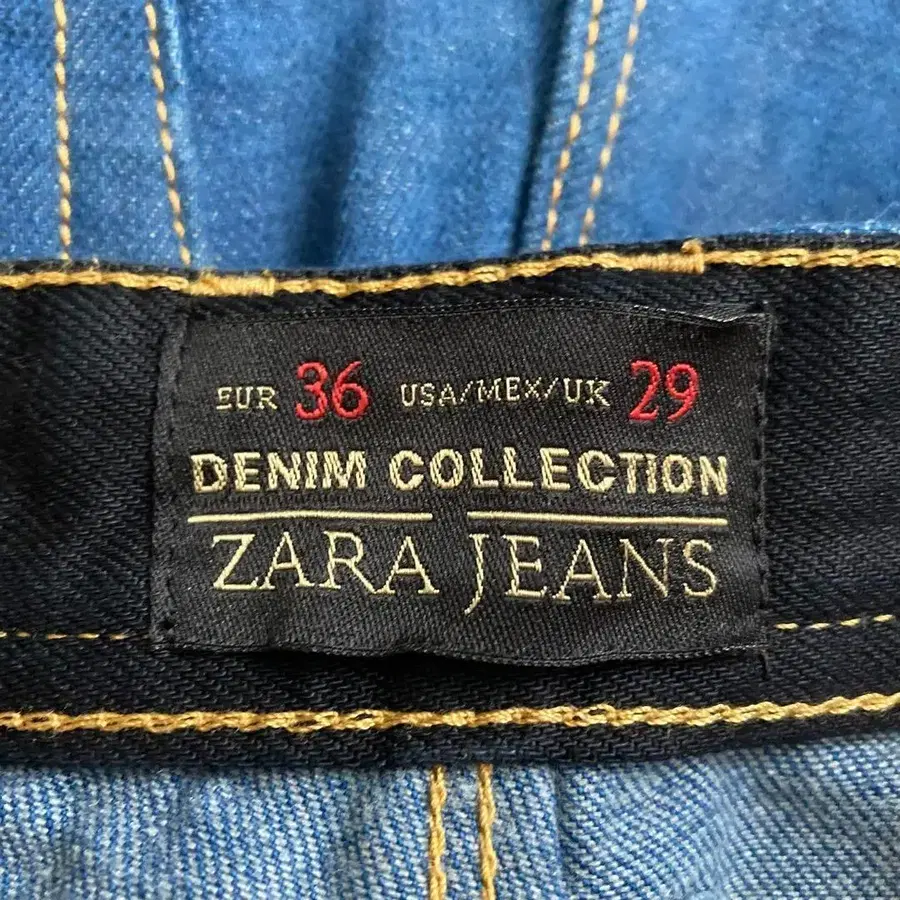 EUR 36 USA/MEX/UK 29
DENIM COLLECTION
ZARA JEANS